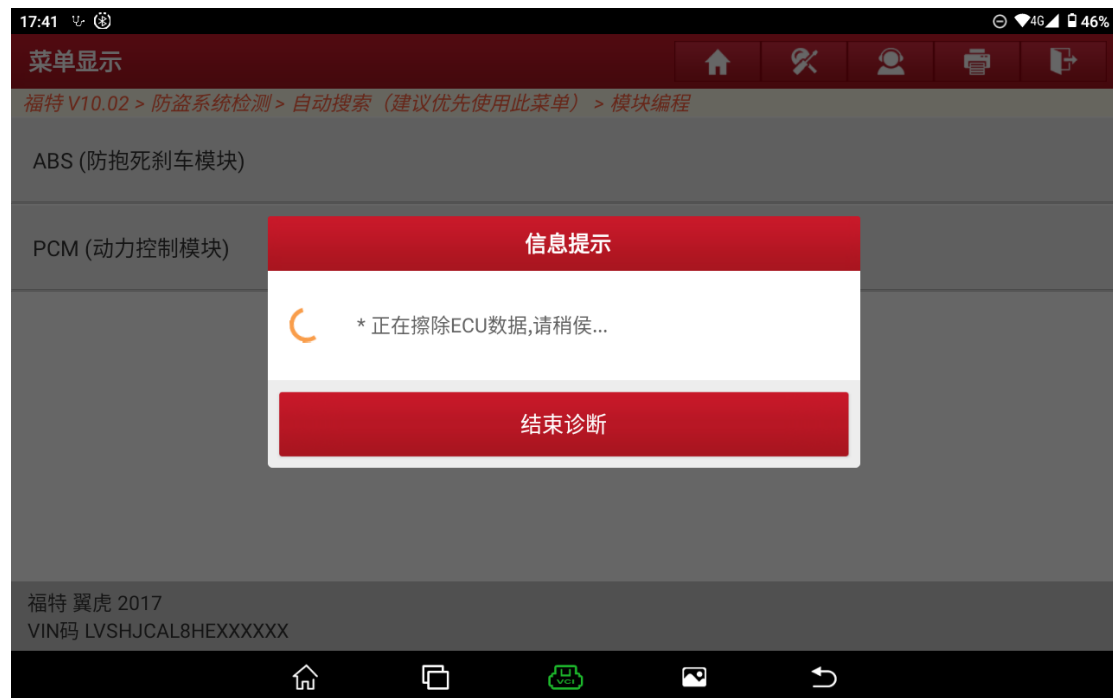 17:41
4G 46%
菜单显示
福特 V10.02 > 防盗系统检测 > 自动搜索（建议优先使用此菜单） > 模块编程
ABS (防抱死刹车模块)
PCM (动力控制模块)
信息提示
* 正在擦除ECU数据,请稍侯...
结束诊断
福特 翼虎 2017
VIN码 LVSHJCAL8HEXXXXXX
VCI